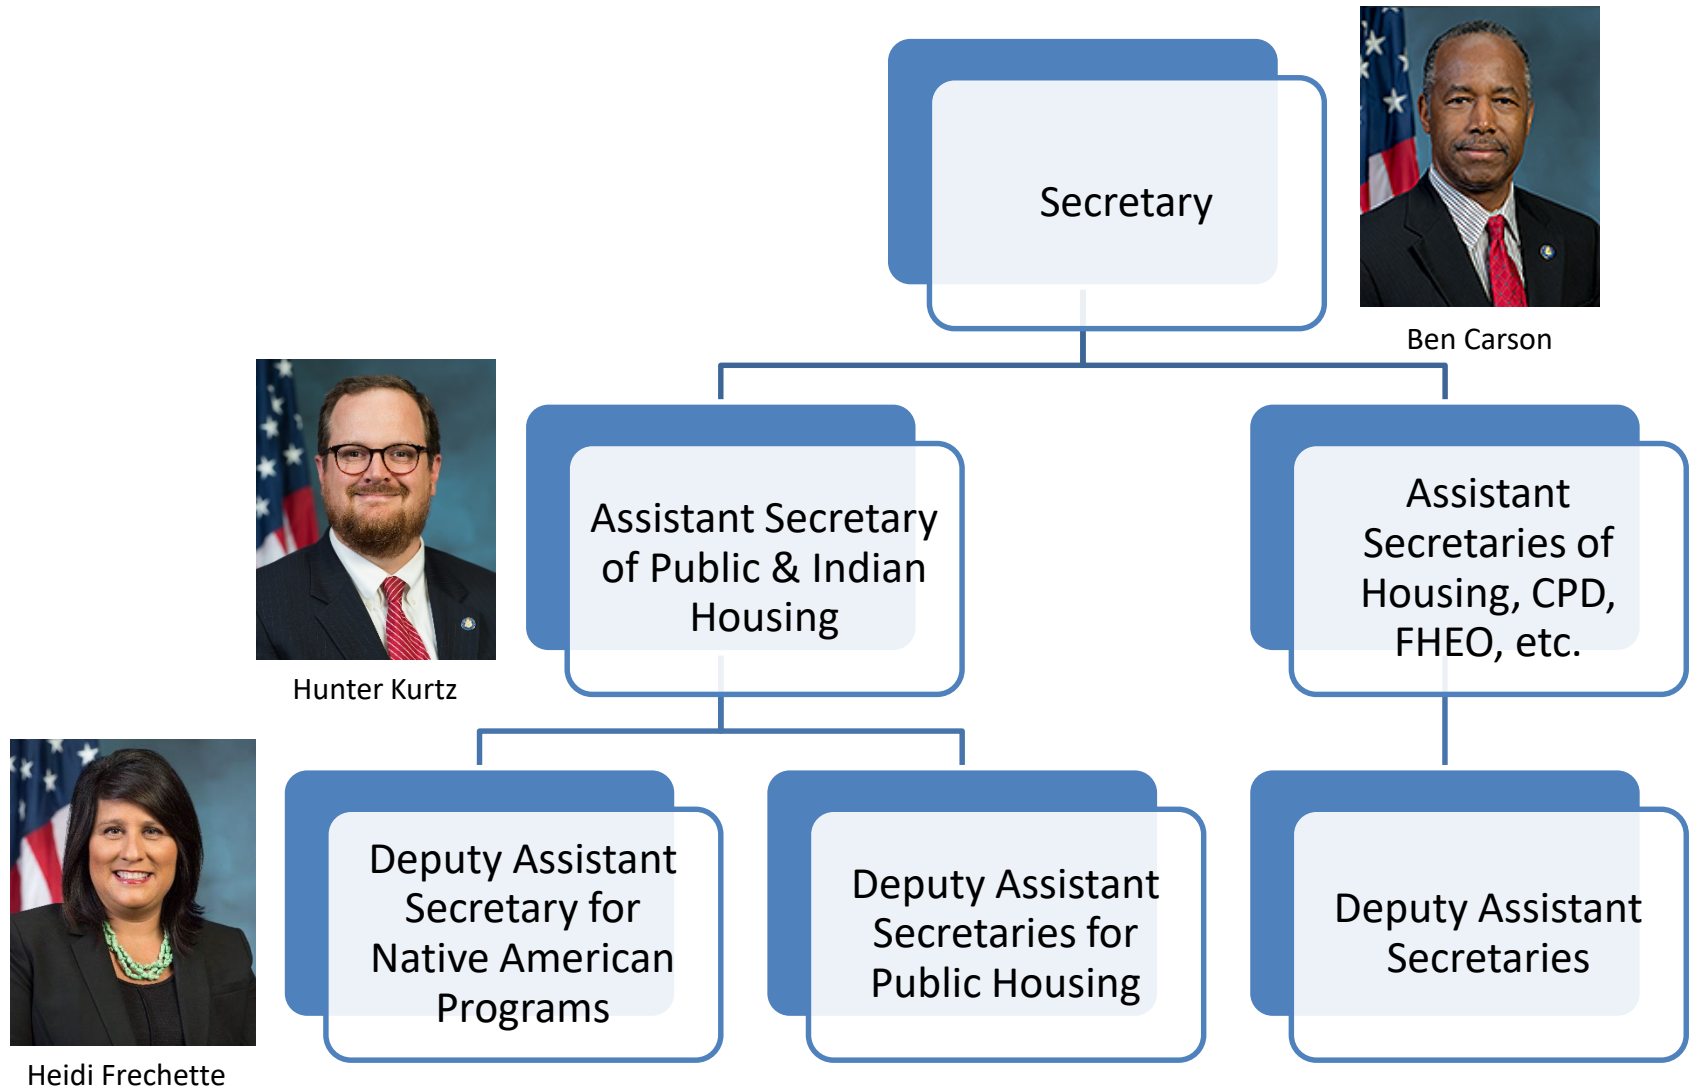 Secretary
Ben Carson
Assistant Secretary
of Public & Indian
Housing
Hunter Kurtz
Assistant
Secretaries of
Housing, CPD,
FHEO, etc.
Deputy Assistant
Secretary for
Native American
Programs
Heidi Frechette
Deputy Assistant
Secretaries for
Public Housing
Deputy Assistant
Secretaries